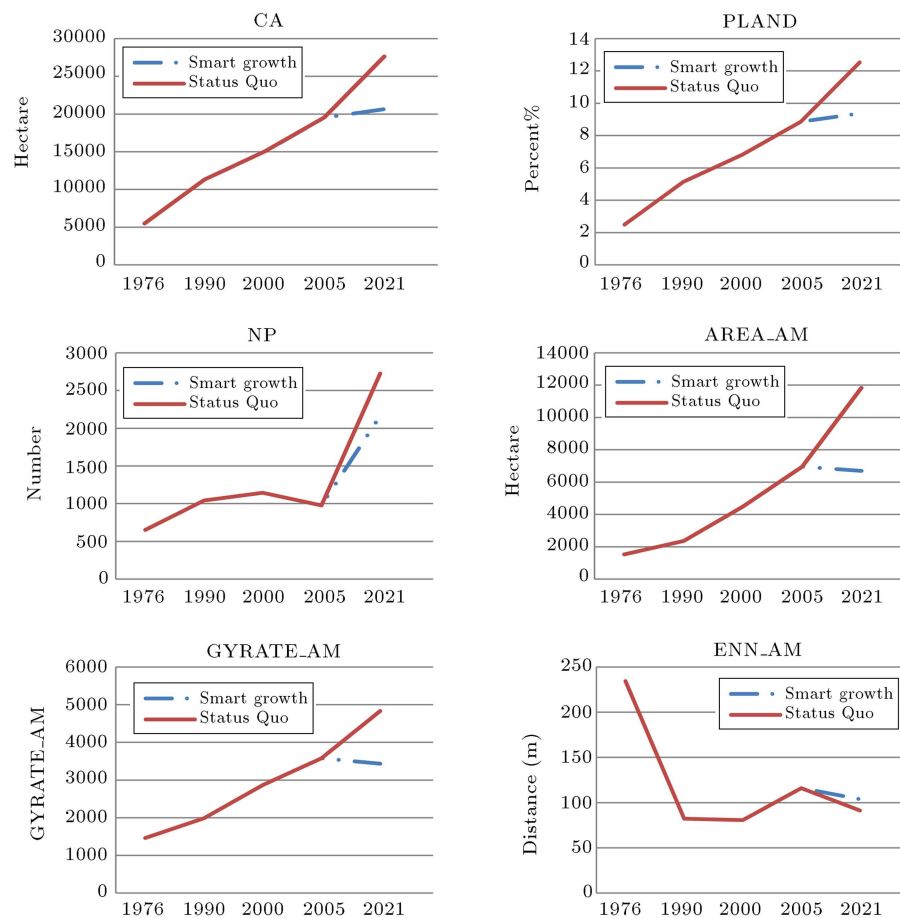 CA
30000
25000
20000
15000
10000
5000
0
Hectare
Smart growth
Status Quo
1976 1990 2000 2005 2021
PLAND
14
12
10
8
6
4
2
0
Percent%
Smart growth
Status Quo
1976 1990 2000 2005 2021
NP
3000
2500
2000
1500
1000
500
0
Number
Smart growth
Status Quo
1976 1990 2000 2005 2021
AREA_AM
14000
12000
10000
8000
6000
4000
2000
0
Hectare
Smart growth
Status Quo
1976 1990 2000 2005 2021
GYRATE_AM
6000
5000
4000
3000
2000
1000
0
GYRATE_AM
Smart growth
Status Quo
1976 1990 2000 2005 2021
ENN_AM
250
200
150
100
50
0
Distance (m)
Smart growth
Status Quo
1976 1990 2000 2005 2021